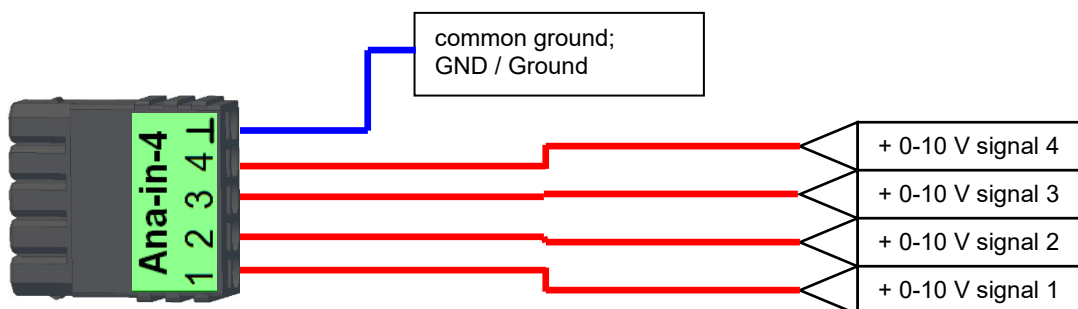 common ground;
GND / Ground
Ana-in-4
1 2 3 4 ⊥
+ 0-10 V signal 4
+ 0-10 V signal 3
+ 0-10 V signal 2
+ 0-10 V signal 1